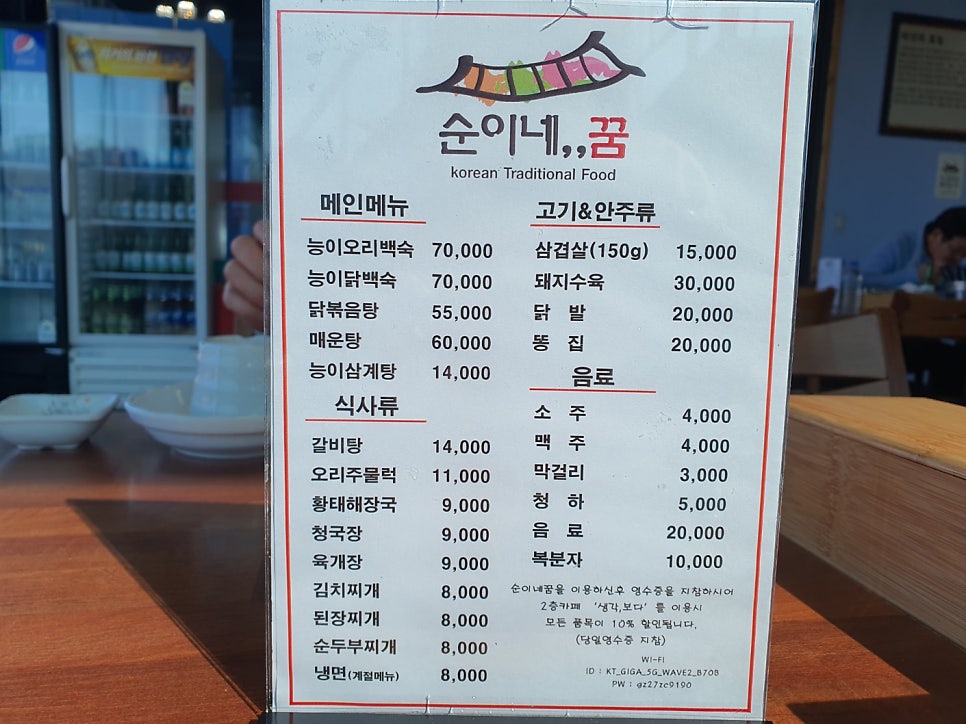 순이네,,꿈
korean Traditional Food
메인메뉴
능이오리백숙 70,000
능이닭백숙 70,000
닭볶음탕 55,000
매운탕 60,000
능이삼계탕 14,000
식사류
갈비탕 14,000
오리주물럭 11,000
황태해장국 9,000
청국장 9,000
육개장 9,000
김치찌개 8,000
된장찌개 8,000
순두부찌개 8,000
냉면(계절메뉴) 8,000
고기&안주류
삼겹살(150g) 15,000
돼지수육 30,000
닭 발 20,000
똥 집 20,000
음료
소 주 4,000
맥 주 4,000
막걸리 3,000
청 하 5,000
음 료 20,000
복분자 10,000
순이네꿈을 이용하신후 영수증을 지참하시어
2층카페 '생각,보다' 를 이용시
모든 품목이 10% 할인됩니다.
(당일영수증 지참)
WI-FI
ID : KT_GIGA_5G_WAVE2_B70B
PW : gz27zc9190
pepsi